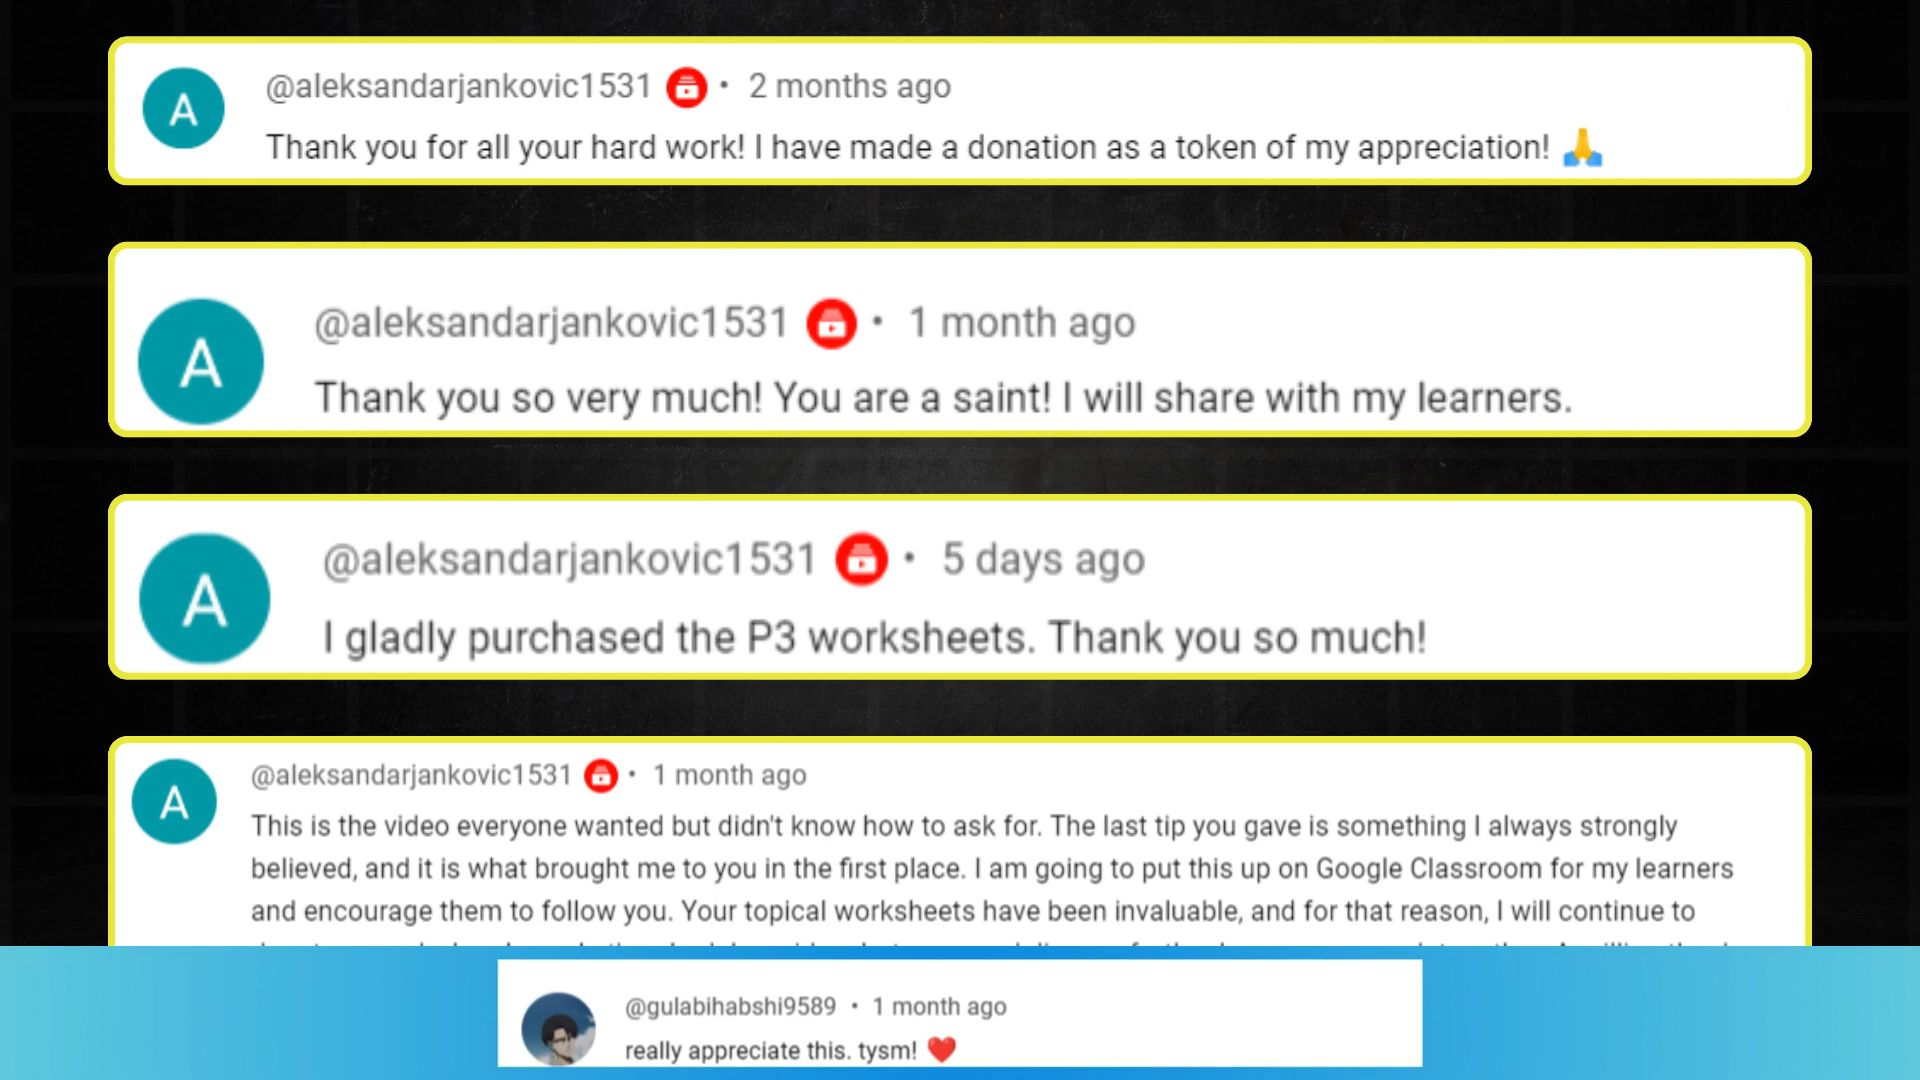 A
@aleksandarjankovic1531 • 2 months ago
Thank you for all your hard work! I have made a donation as a token of my appreciation! 🙏
A
@aleksandarjankovic1531 • 1 month ago
Thank you so very much! You are a saint! I will share with my learners.
A
@aleksandarjankovic1531 • 5 days ago
I gladly purchased the P3 worksheets. Thank you so much!
A
@aleksandarjankovic1531 • 1 month ago
This is the video everyone wanted but didn't know how to ask for. The last tip you gave is something I always strongly
believed, and it is what brought me to you in the first place. I am going to put this up on Google Classroom for my learners
and encourage them to follow you. Your topical worksheets have been invaluable, and for that reason, I will continue to
@gulabihabshi9589 • 1 month ago
really appreciate this. tysm! ❤️